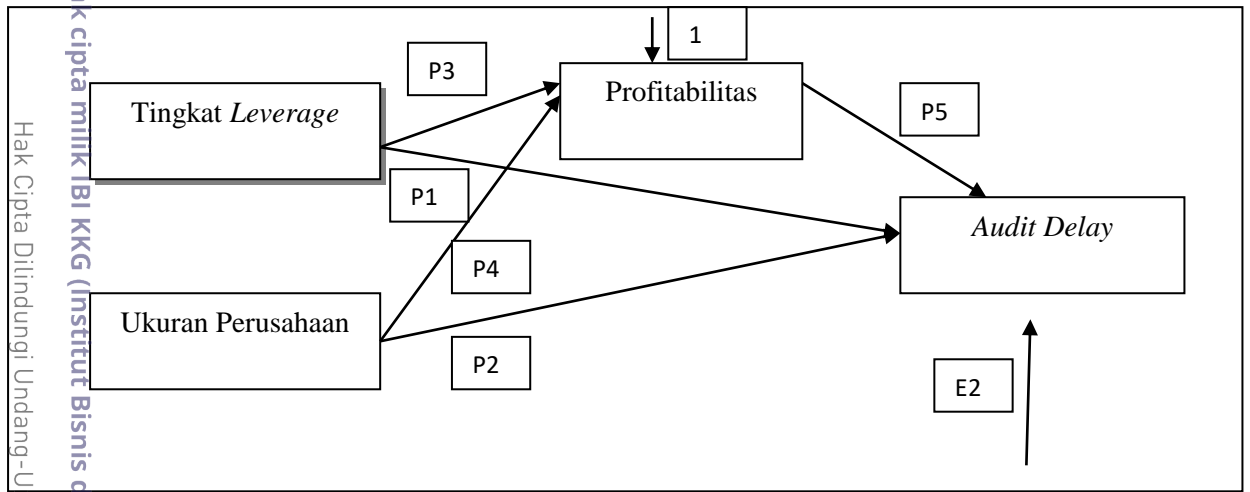 1
P3
Profitabilitas
Tingkat Leverage
P5
P1
Audit Delay
P4
Ukuran Perusahaan
P2
E2
k cipta milik IBI KKG (Institut Bisnis d
Hak Cipta Dilindungi Undang-U